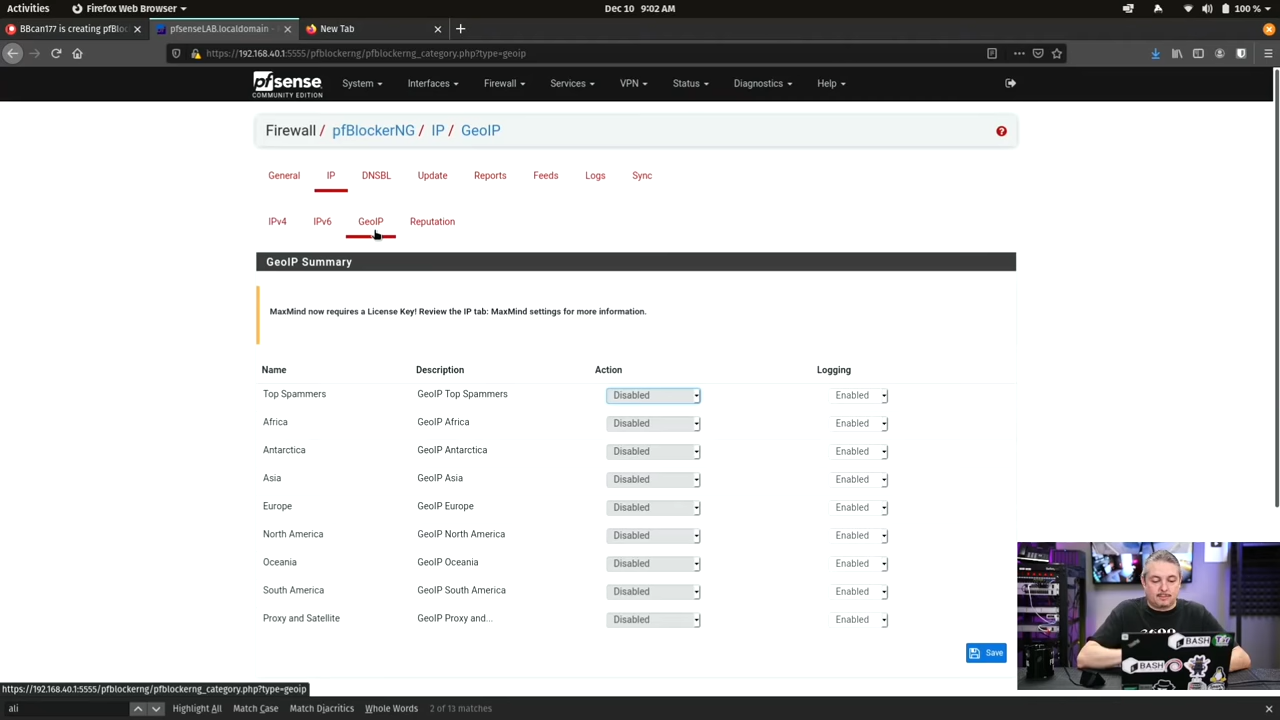 Activities Firefox Web Browser Dec 10 9:02 AM 100 %
BBcan177 is creating pfBloc pfsenseLAB.localdomain - New Tab
https://192.168.40.1:5555/pfblockerng/pfblockerng_category.php?type=geoip
pfsense System Interfaces Firewall Services VPN Status Diagnostics Help
COMMUNITY EDITION
Firewall / pfBlockerNG / IP / GeoIP
General IP DNSBL Update Reports Feeds Logs Sync
IPv4 IPv6 GeoIP Reputation
GeoIP Summary
MaxMind now requires a License Key! Review the IP tab: MaxMind settings for more information.
Name Description Action Logging
Top Spammers GeoIP Top Spammers Disabled Enabled
Africa GeoIP Africa Disabled Enabled
Antarctica GeoIP Antarctica Disabled Enabled
Asia GeoIP Asia Disabled Enabled
Europe GeoIP Europe Disabled Enabled
North America GeoIP North America Disabled Enabled
Oceania GeoIP Oceania Disabled Enabled
South America GeoIP South America Disabled Enabled
Proxy and Satellite GeoIP Proxy and... Disabled Enabled
Save
BASH
BASH
https://192.168.40.1:5555/pfblockerng/pfblockerng_category.php?type=geoip
ali Highlight All Match Case Match Diacritics Whole Words 2 of 13 matches